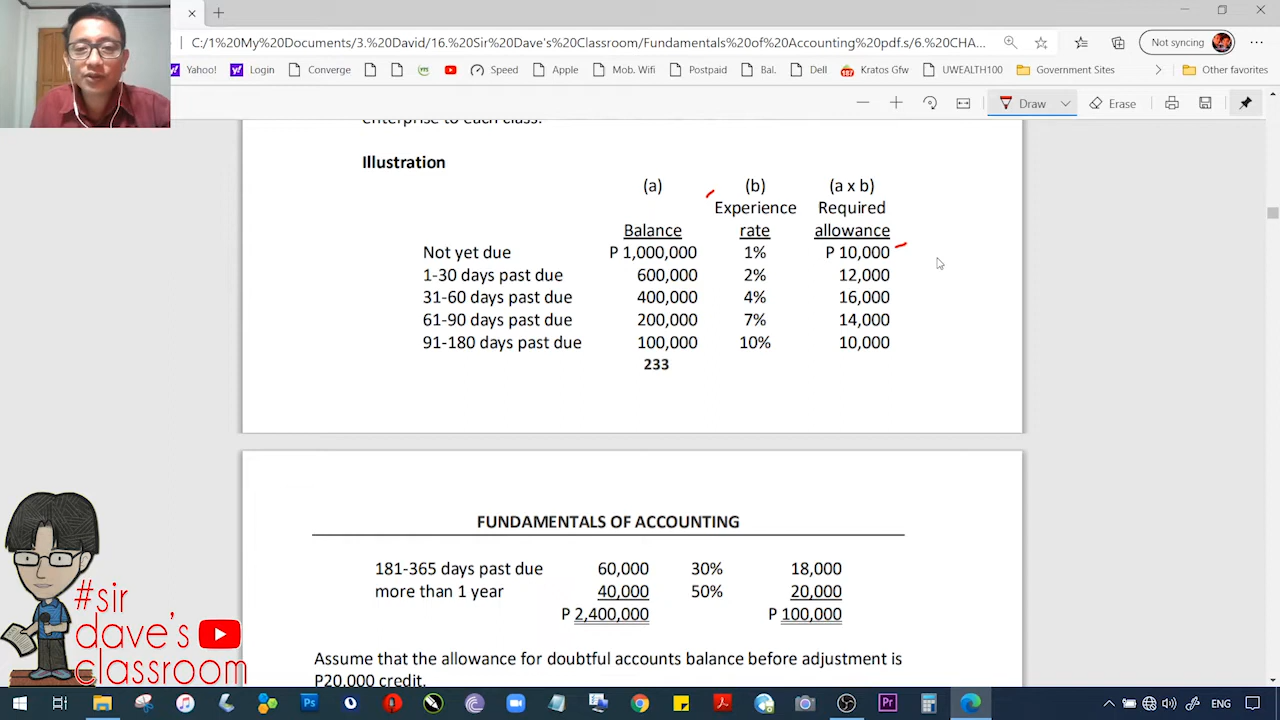 C:/1%20My%20Documents/3.%20David/16.%20Sir%20Dave's%20Classroom/Fundamentals%20of%20Accounting%20pdf.s/6.%20CHA...
Not syncing
Yahoo!
Login
Converge
Speed
Apple
Mob. Wifi
Postpaid
Bal.
Dell
Kratos Gfw
UWEALTH100
Government Sites
Other favorites
Draw
Erase
enterprise to each class.
Illustration
(a) (b) (a x b)
Experience Required
Balance rate allowance
Not yet due P 1,000,000 1% P 10,000
1-30 days past due 600,000 2% 12,000
31-60 days past due 400,000 4% 16,000
61-90 days past due 200,000 7% 14,000
91-180 days past due 100,000 10% 10,000
233
FUNDAMENTALS OF ACCOUNTING
181-365 days past due 60,000 30% 18,000
more than 1 year 40,000 50% 20,000
P 2,400,000 P 100,000
Assume that the allowance for doubtful accounts balance before adjustment is
P20,000 credit.
#sir
dave's
classroom
ENG